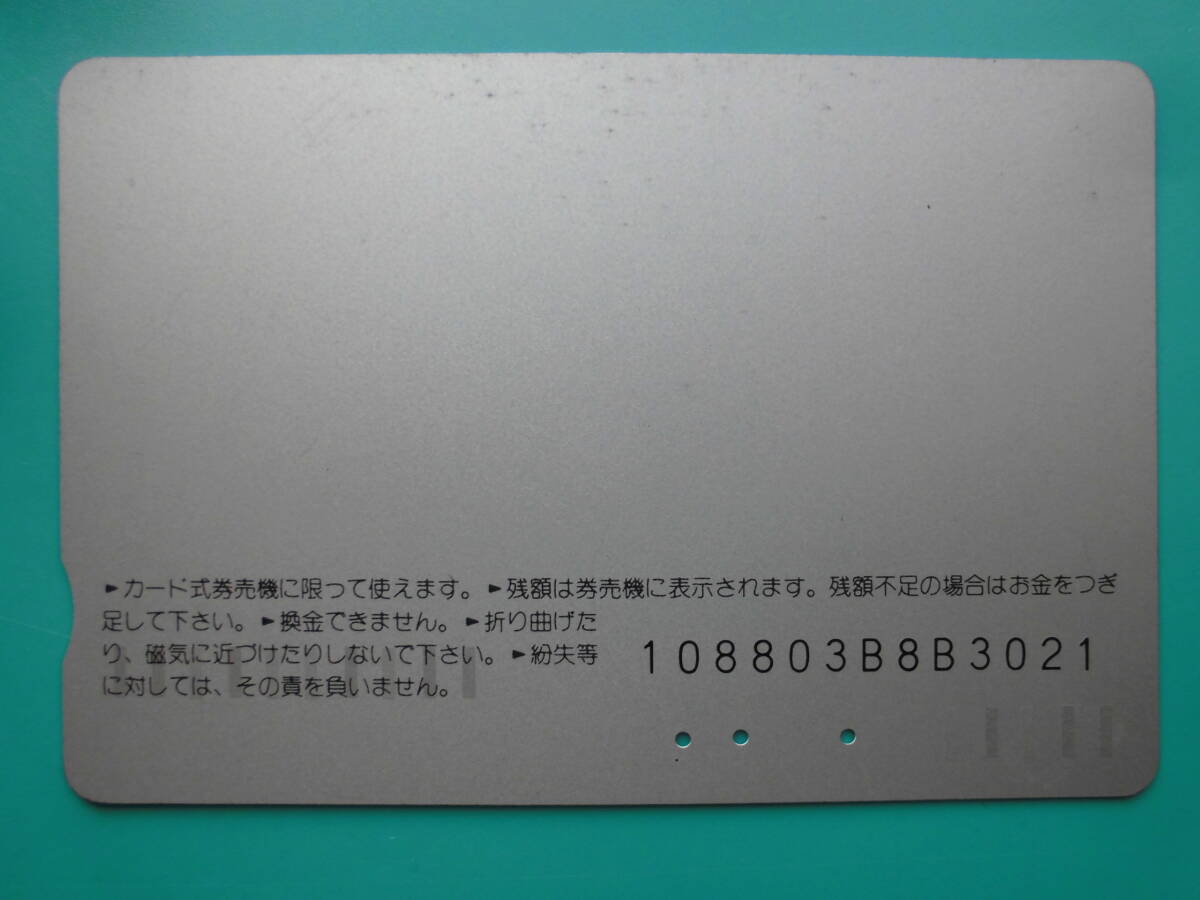 ►カード式券売機に限って使えます。►残額は券売機に表示されます。残額不足の場合はお金をつぎ
足して下さい。►換金できません。►折り曲げた
り、磁気に近づけたりしないで下さい。►紛失等
に対しては、その責を負いません。
108803B8B3021